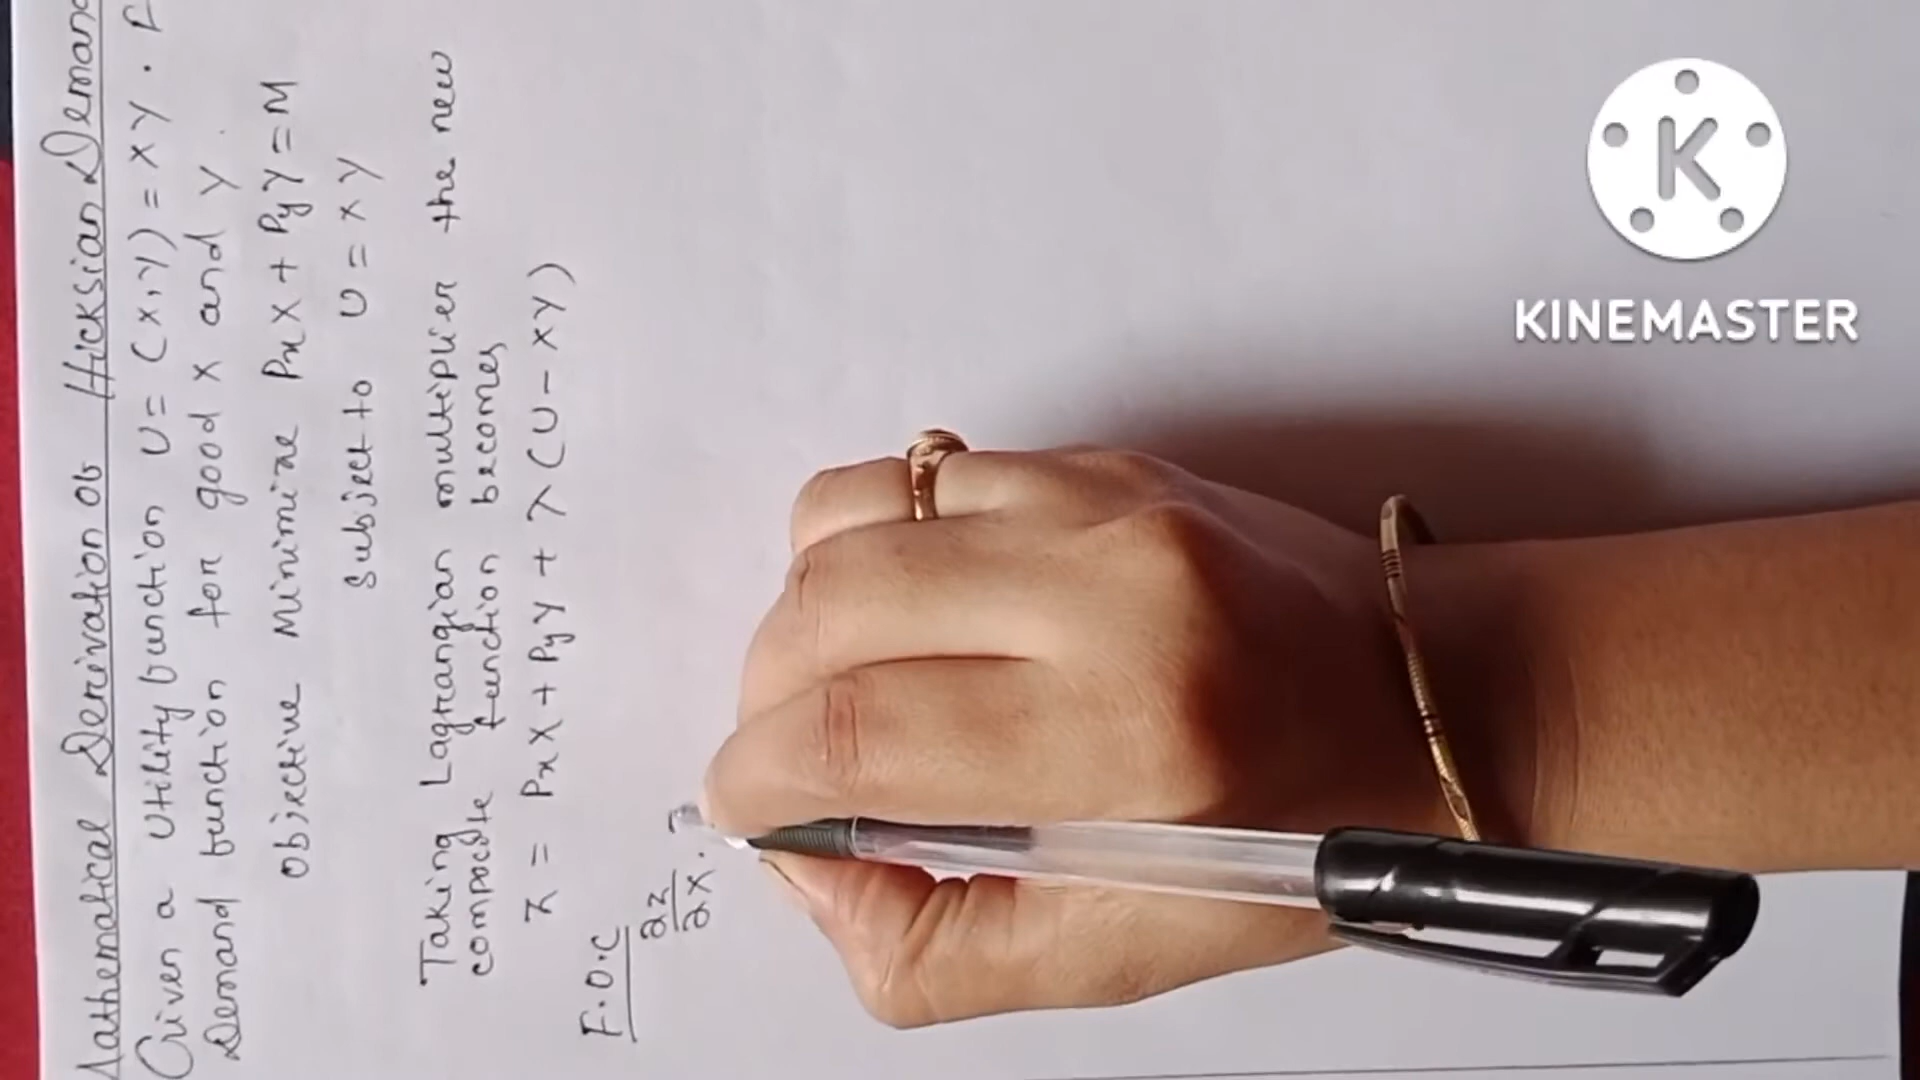 Mathematical Derivation of Hicksian Demand
Given a utility function U = (x,y) = xy.
Demand function for good x and y.
objective minimize Pxx + Pyy = M
subject to U = xy
Taking Lagrangian multiplier the new
composite function becomes
z = Pxx + Pyy + λ (U - xy)
F.O.C
∂z
∂x.
K
KINEMASTER